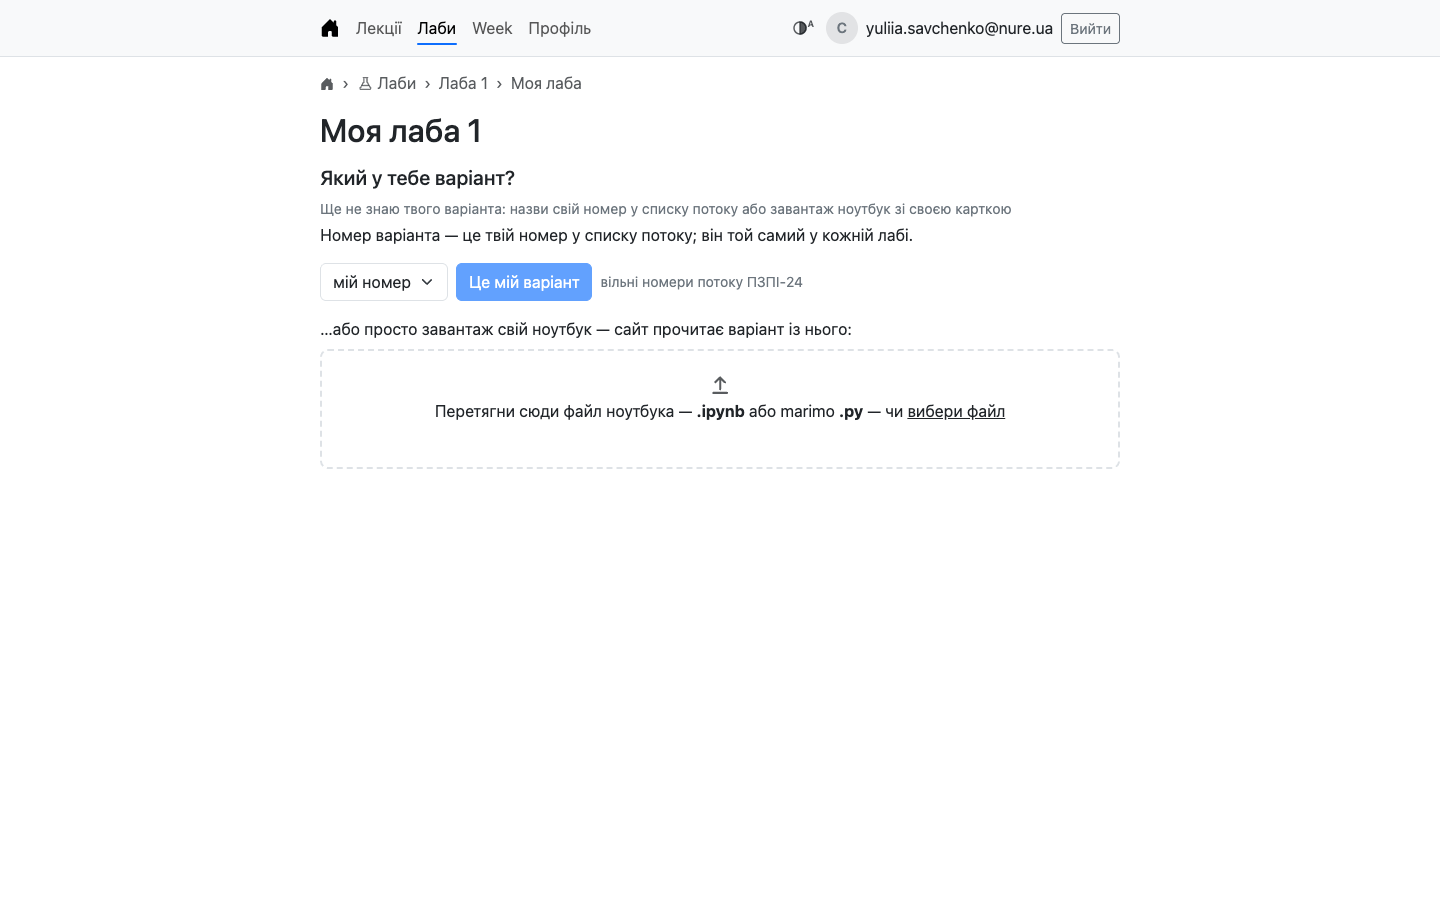 Лекції Лаби Week Профіль A С yuliia.savchenko@nure.ua Вийти
› Лаби › Лаба 1 › Моя лаба
Моя лаба 1
Який у тебе варіант?
Ще не знаю твого варіанта: назви свій номер у списку потоку або завантаж ноутбук зі своєю карткою
Номер варіанта — це твій номер у списку потоку; він той самий у кожній лабі.
мій номер Це мій варіант вільні номери потоку ПЗПІ-24
…або просто завантаж свій ноутбук — сайт прочитає варіант із нього:
Перетягни сюди файл ноутбука — .ipynb або marimo .py — чи вибери файл